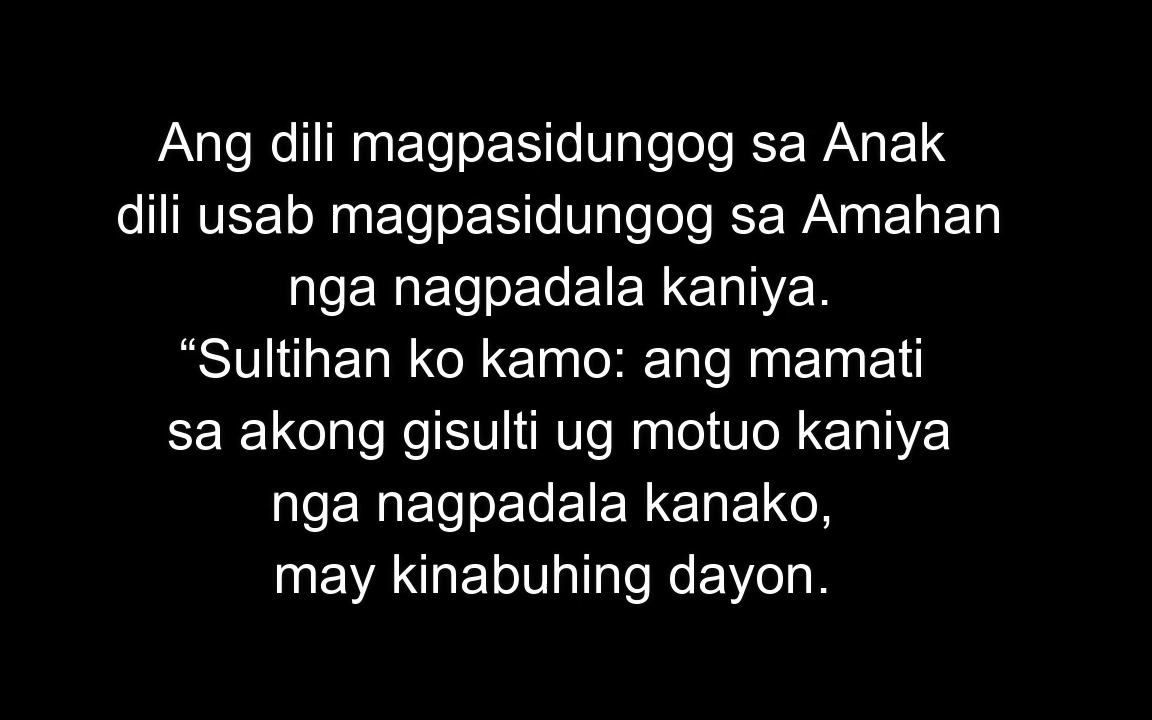 Ang dili magpasidungog sa Anak
dili usab magpasidungog sa Amahan
nga nagpadala kaniya.
“Sultihan ko kamo: ang mamati
sa akong gisulti ug motuo kaniya
nga nagpadala kanako,
may kinabuhing dayon.